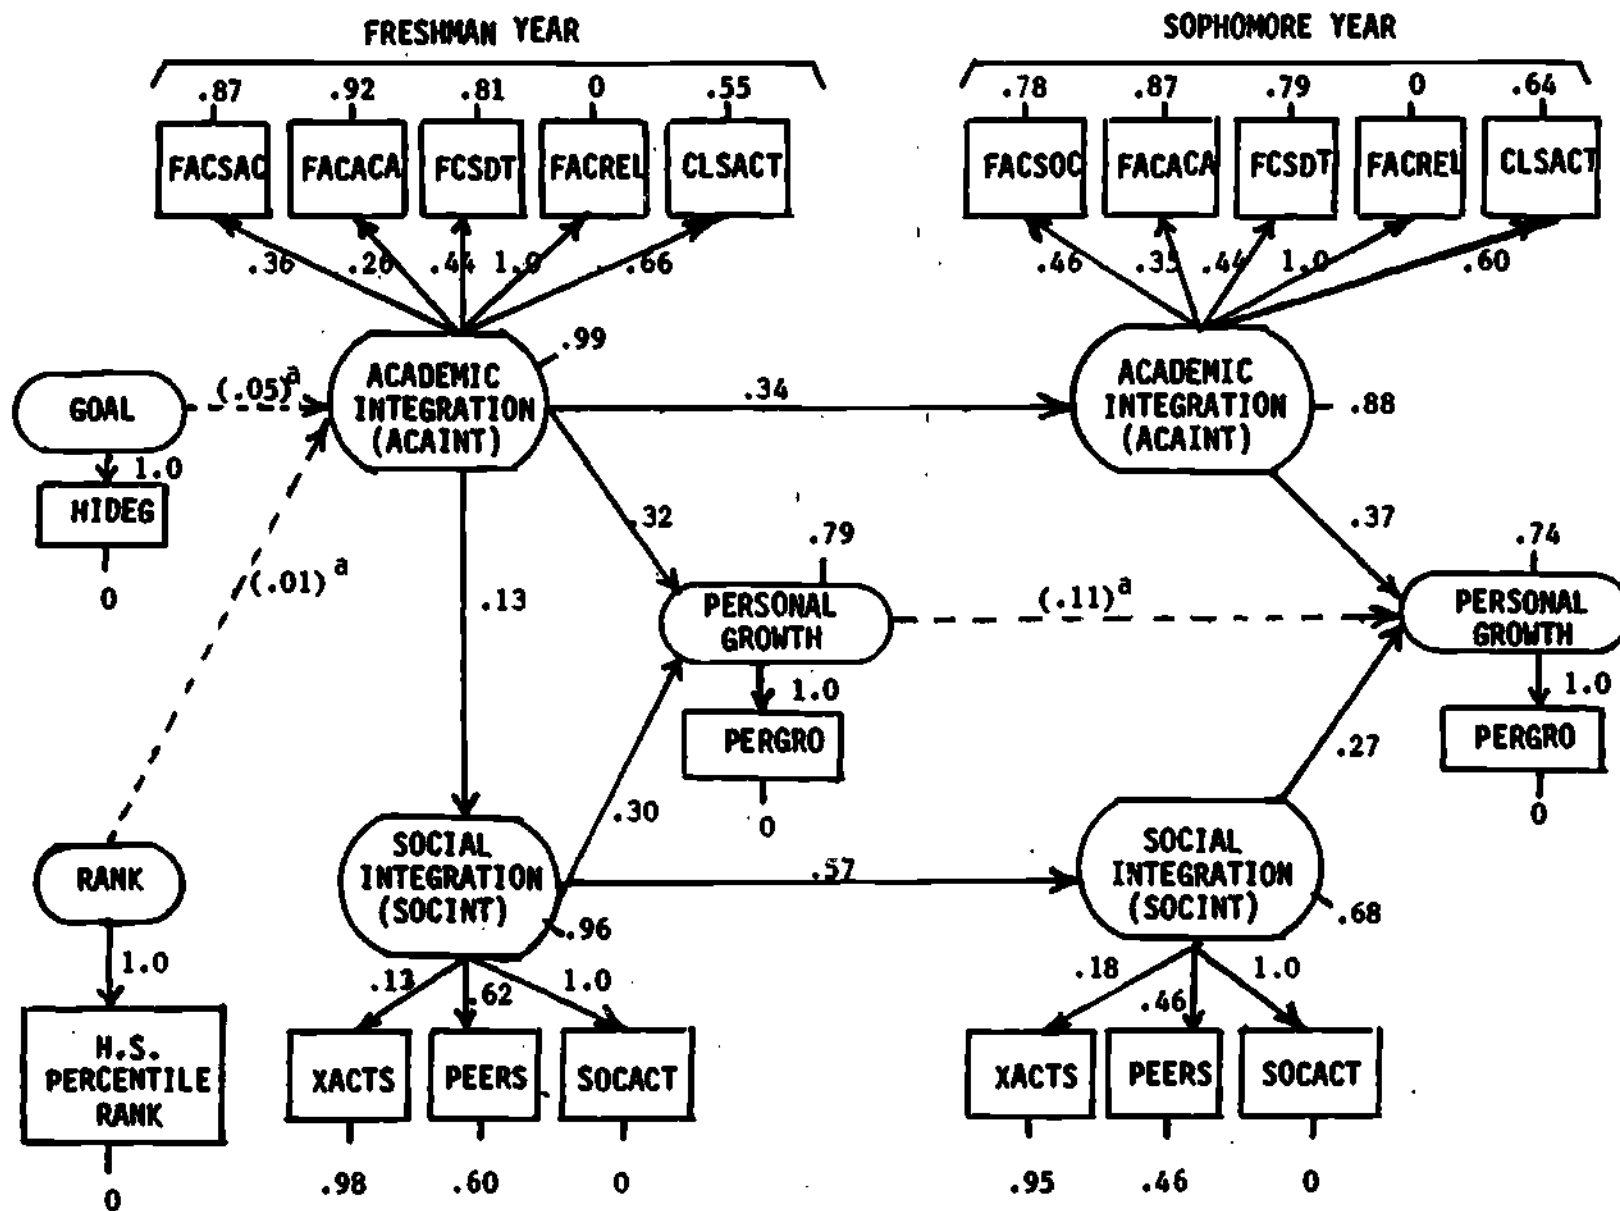 FRESHMAN YEAR
SOPHOMORE YEAR
.87 .92 .81 0 .55
.78 .87 .79 0 .64
FACSAC FACACA FCSDT FACREL CLSACT
FACSOC FACACA FCSDT FACREL CLSACT
.36 .26 .44 1.0 .66
.46 .35 .44 1.0 .60
.99
GOAL
(.05)a
ACADEMIC
INTEGRATION
(ACAINT)
.34
ACADEMIC
INTEGRATION
(ACAINT)
.88
1.0
HIDEG
0
(.01)a
.13
.32
.79
PERSONAL
GROWTH
(.11)a
.37
.74
PERSONAL
GROWTH
1.0
PERGRO
0
1.0
PERGRO
0
.30
.27
RANK
SOCIAL
INTEGRATION
(SOCINT)
.96
.57
SOCIAL
INTEGRATION
(SOCINT)
.68
1.0
H.S.
PERCENTILE
RANK
0
.13 .62 1.0
.18 .46 1.0
XACTS PEERS SOCACT
XACTS PEERS SOCACT
.98 .60 0
.95 .46 0